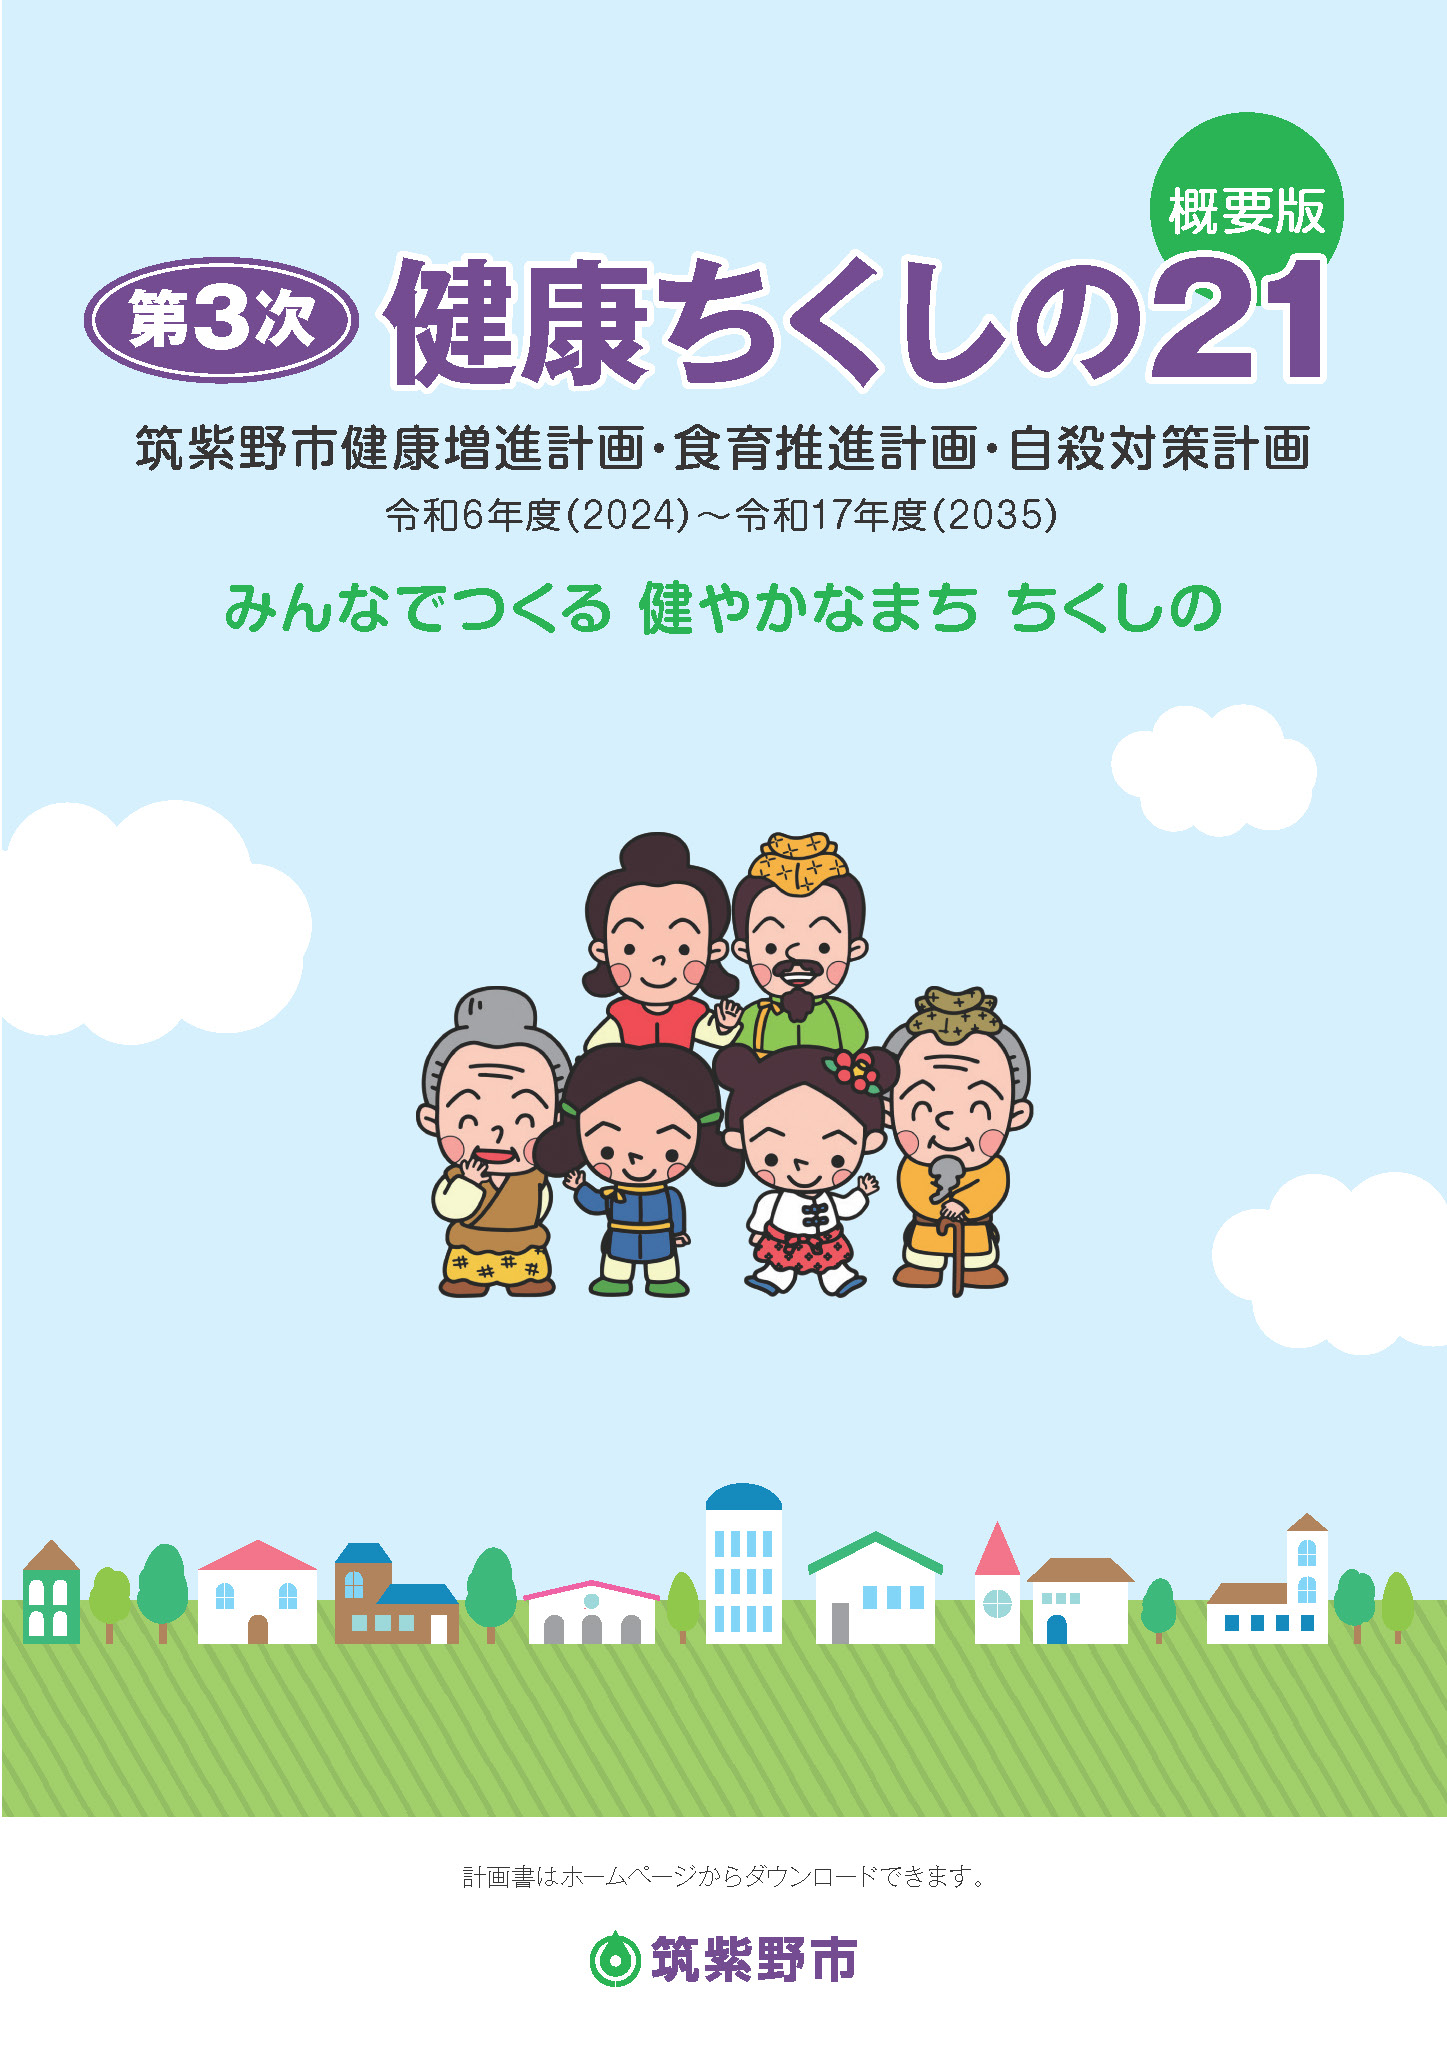 概要版
第3次 健康ちくしの21
筑紫野市健康増進計画・食育推進計画・自殺対策計画
令和6年度(2024)～令和17年度(2035)
みんなでつくる 健やかなまち ちくしの
計画書はホームページからダウンロードできます。
筑紫野市